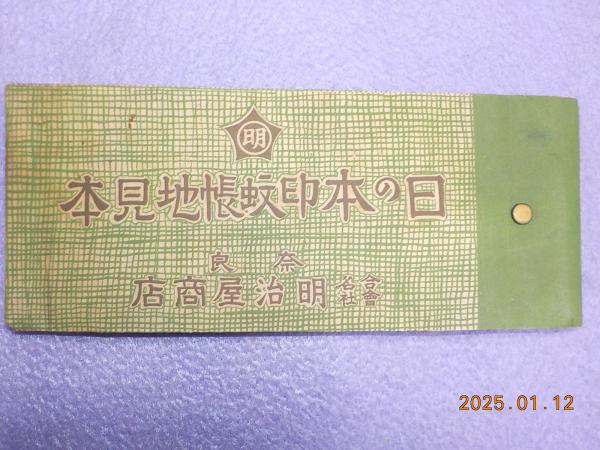 明
日の本印蚊帳地見本
奈良
合名會社 明治屋商店
2025.01.12